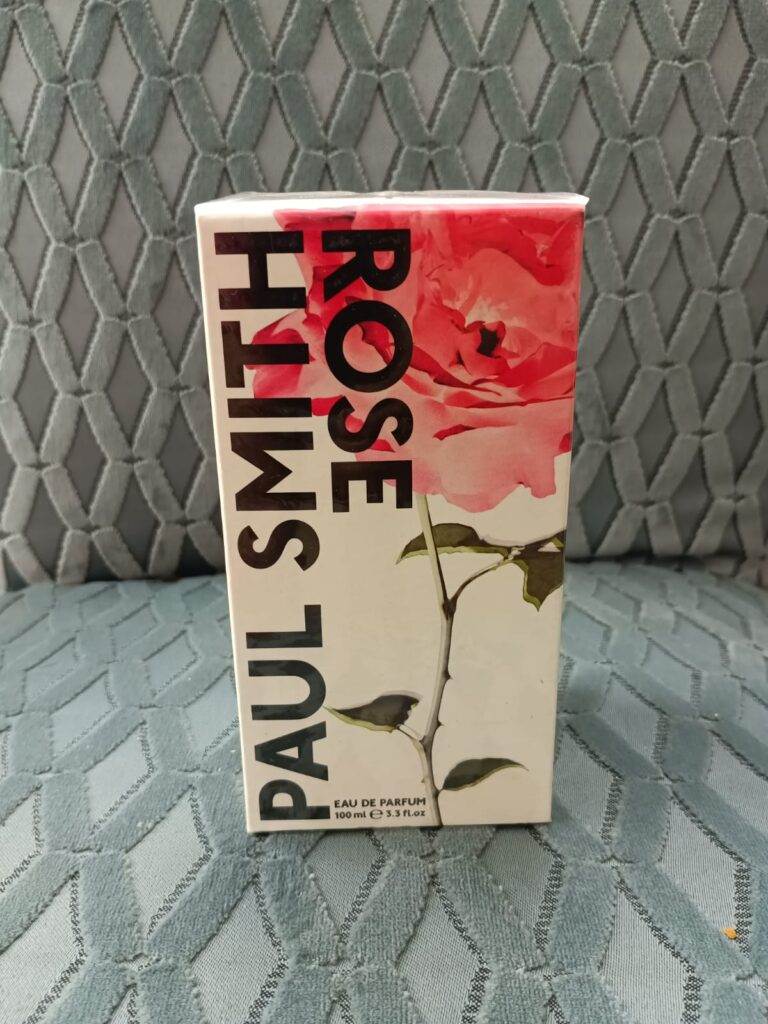 PAUL SMITH
ROSE
EAU DE PARFUM
100 ml ℮ 3.3 fl.oz